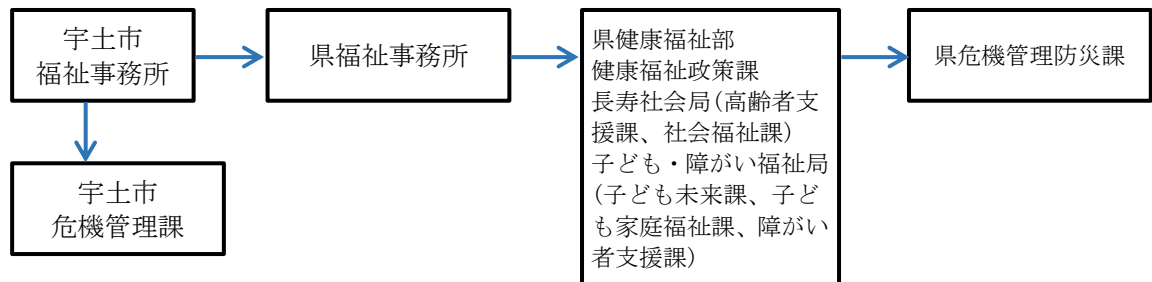 宇土市
福祉事務所
県福祉事務所
県健康福祉部
健康福祉政策課
長寿社会局(高齢者支
援課、社会福祉課)
子ども・障がい福祉局
(子ども未来課、子ど
も家庭福祉課、障がい
者支援課)
県危機管理防災課
宇土市
危機管理課